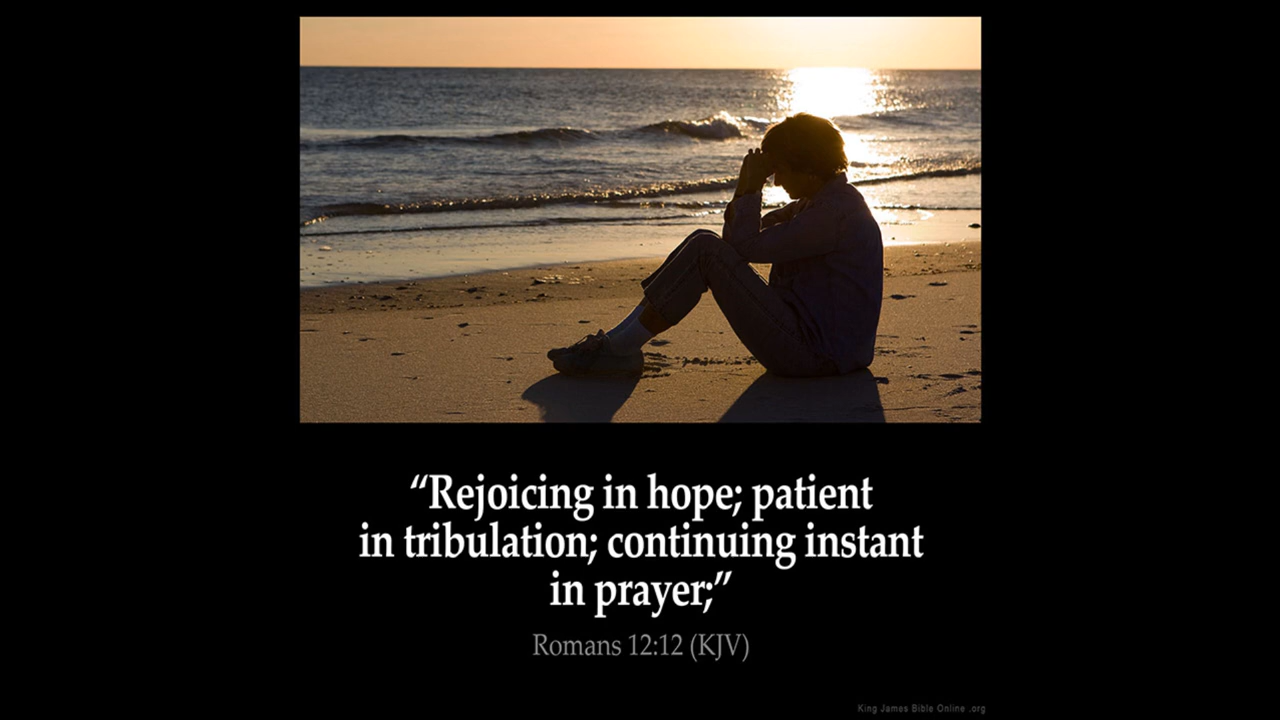 “Rejoicing in hope; patient
in tribulation; continuing instant
in prayer;”
Romans 12:12 (KJV)
King James Bible Online .org